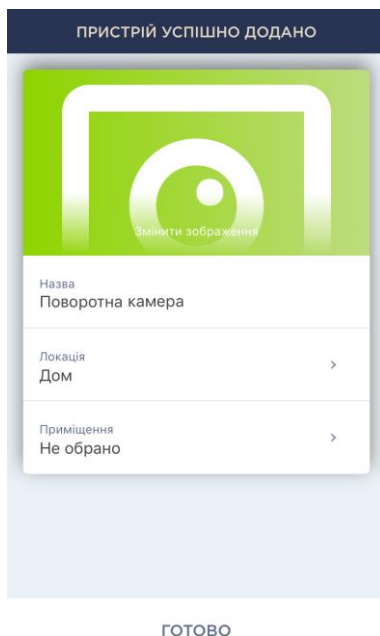 ПРИСТРІЙ УСПІШНО ДОДАНО
Змінити зображення
Назва
Поворотна камера
Локація
Дом
Приміщення
Не обрано
ГОТОВО